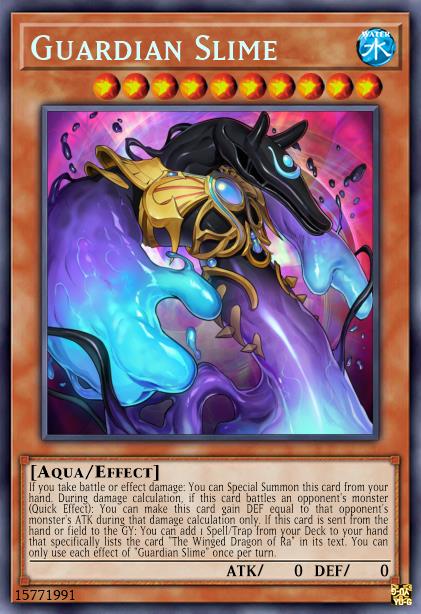 GUARDIAN SLIME
WATER
水
[AQUA/EFFECT]
If you take battle or effect damage: You can Special Summon this card from your
hand. During damage calculation, if this card battles an opponent's monster
(Quick Effect): You can make this card gain DEF equal to that opponent's
monster's ATK during that damage calculation only. If this card is sent from the
hand or field to the GY: You can add 1 Spell/Trap from your Deck to your hand
that specifically lists the card "The Winged Dragon of Ra" in its text. You can
only use each effect of "Guardian Slime" once per turn.
ATK/ 0 DEF/ 0
15771991